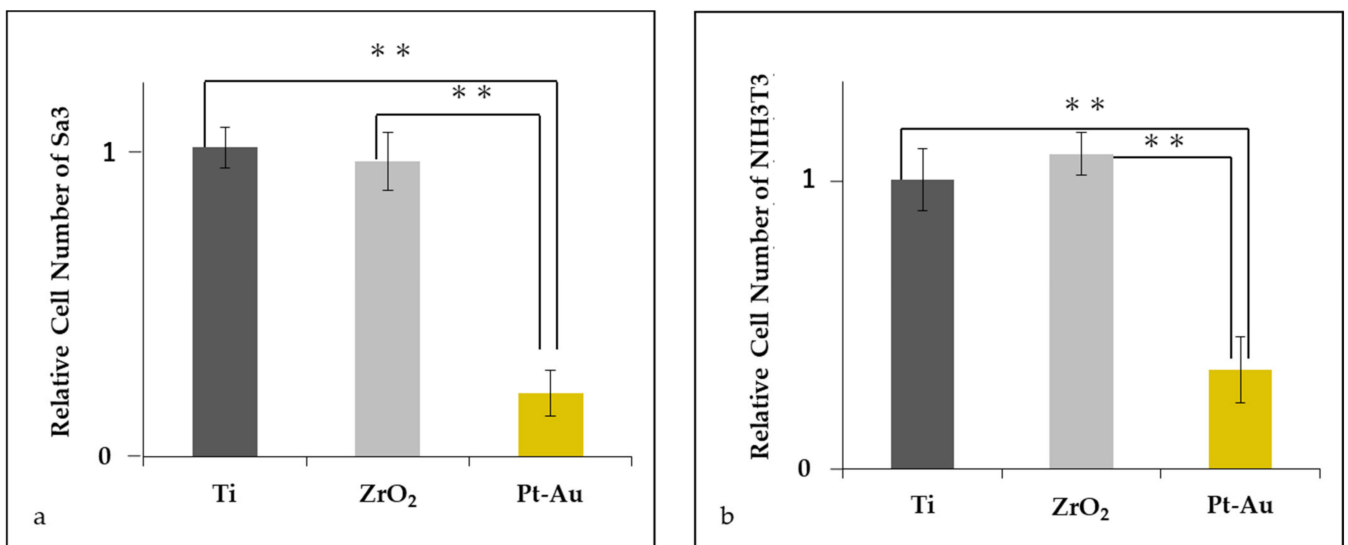 Relative Cell Number of Sa3
* *
* *
1
0
Ti
ZrO₂
Pt-Au
a
Relative Cell Number of NIH3T3
* *
* *
1
0
Ti
ZrO₂
Pt-Au
b